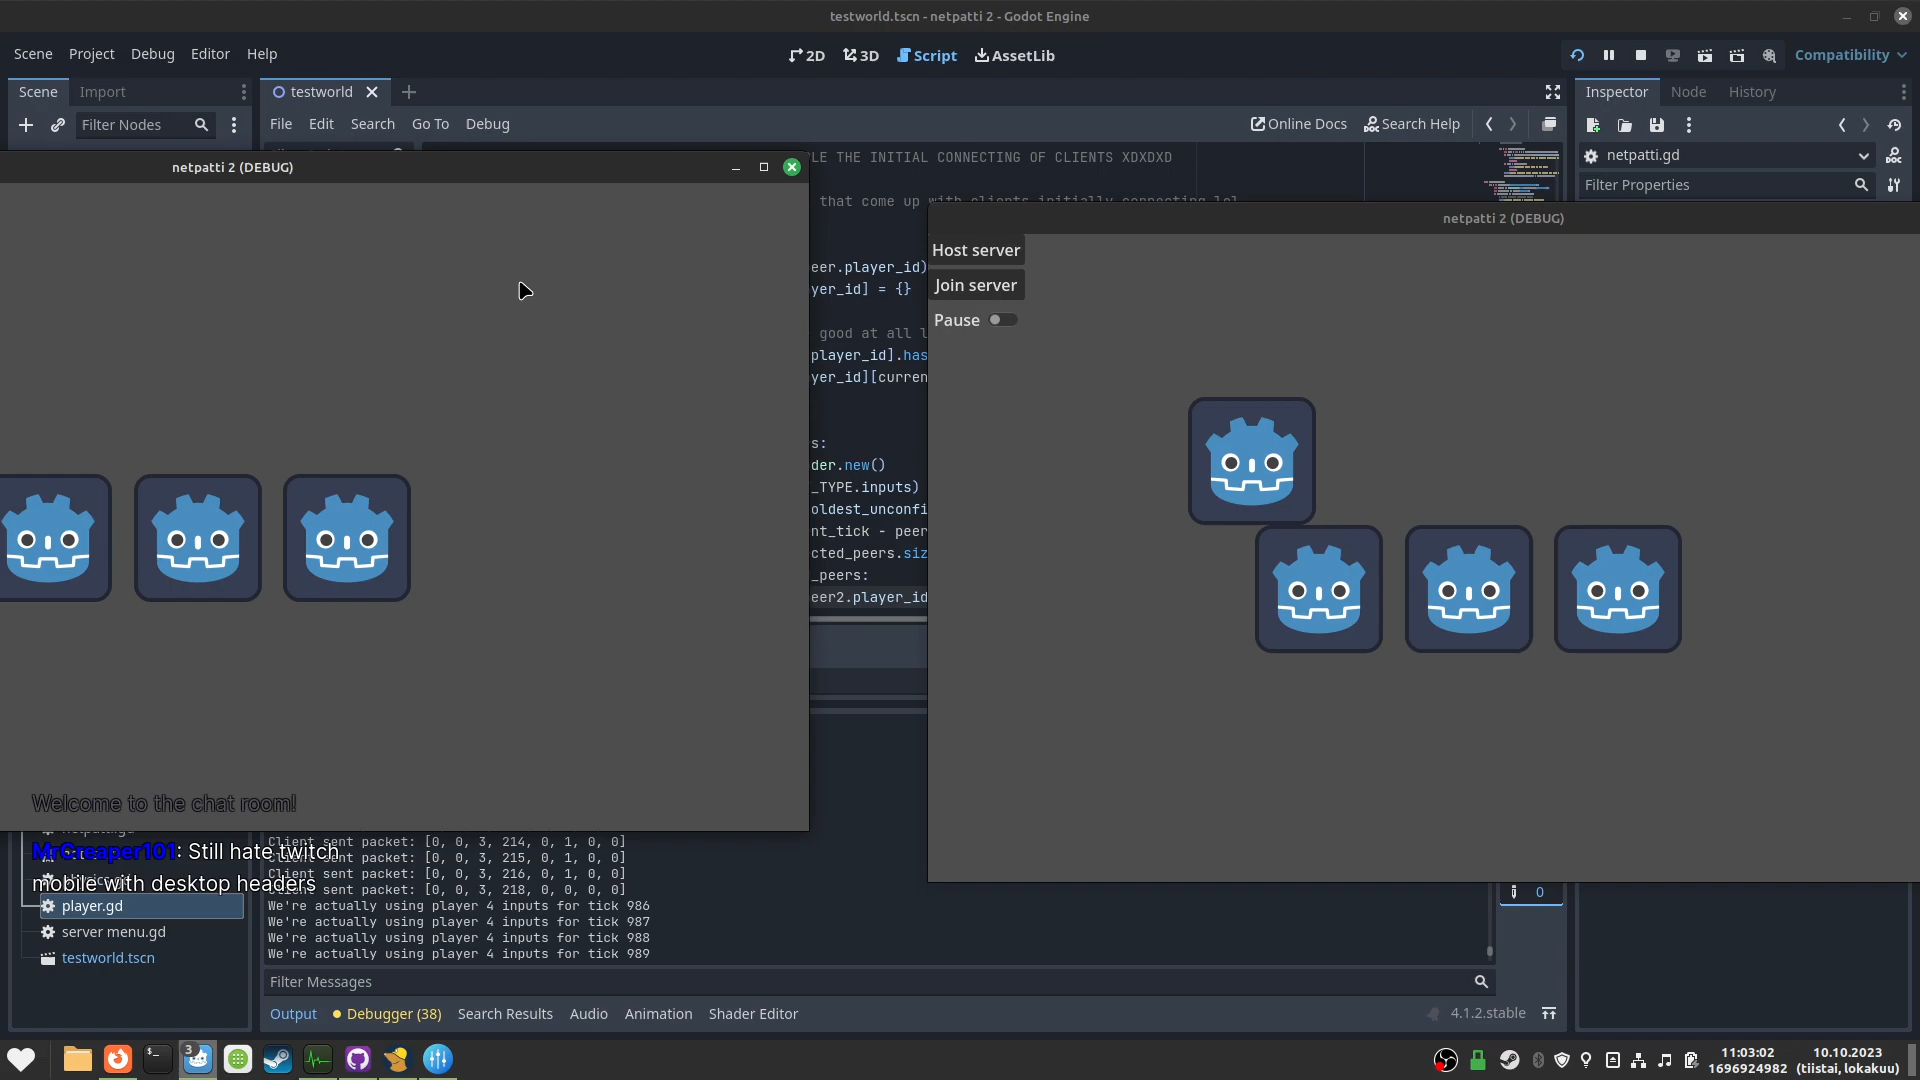 testworld.tscn - netpatti 2 - Godot Engine
Scene Project Debug Editor Help
2D 3D Script AssetLib
Compatibility
Scene Import
testworld
Inspector Node History
Filter Nodes
File Edit Search Go To Debug
Online Docs Search Help
netpatti.gd
Filter Properties
netpatti 2 (DEBUG)
LE THE INITIAL CONNECTING OF CLIENTS XDXDXD
that come up with clients initially connecting lol
netpatti 2 (DEBUG)
Host server
Join server
Pause
eer.player_id)
yer_id] = {}
good at all l
player_id].has
yer_id][curren
s:
der.new()
_TYPE.inputs)
oldest_unconfi
nt_tick - peer
cted_peers.siz
_peers:
eer2.player_id
Welcome to the chat room!
MrCreaper101: Still hate twitch
mobile with desktop headers
player.gd
server menu.gd
testworld.tscn
Client sent packet: [0, 0, 3, 214, 0, 1, 0, 0]
Client sent packet: [0, 0, 3, 215, 0, 1, 0, 0]
Client sent packet: [0, 0, 3, 216, 0, 1, 0, 0]
Client sent packet: [0, 0, 3, 218, 0, 0, 0, 0]
We're actually using player 4 inputs for tick 986
We're actually using player 4 inputs for tick 987
We're actually using player 4 inputs for tick 988
We're actually using player 4 inputs for tick 989
0
Filter Messages
Output Debugger (38) Search Results Audio Animation Shader Editor
4.1.2.stable
3
11:03:02
1696924982
10.10.2023
(tiistai, lokakuu)